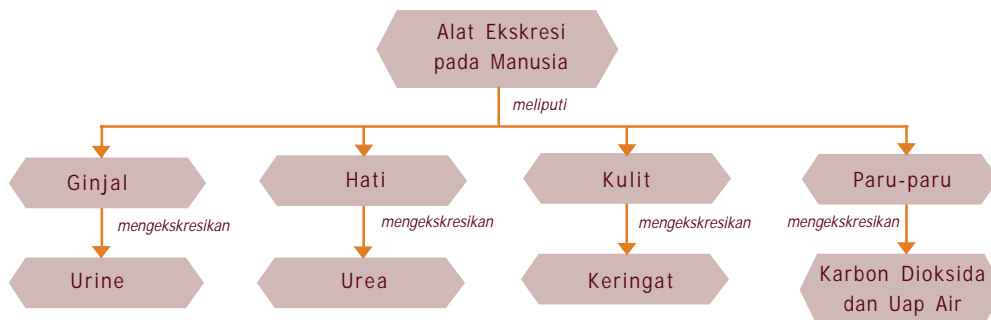 Alat Ekskresi
pada Manusia
meliputi
Ginjal
Hati
Kulit
Paru-paru
mengekskresikan
mengekskresikan
mengekskresikan
mengekskresikan
Urine
Urea
Keringat
Karbon Dioksida
dan Uap Air